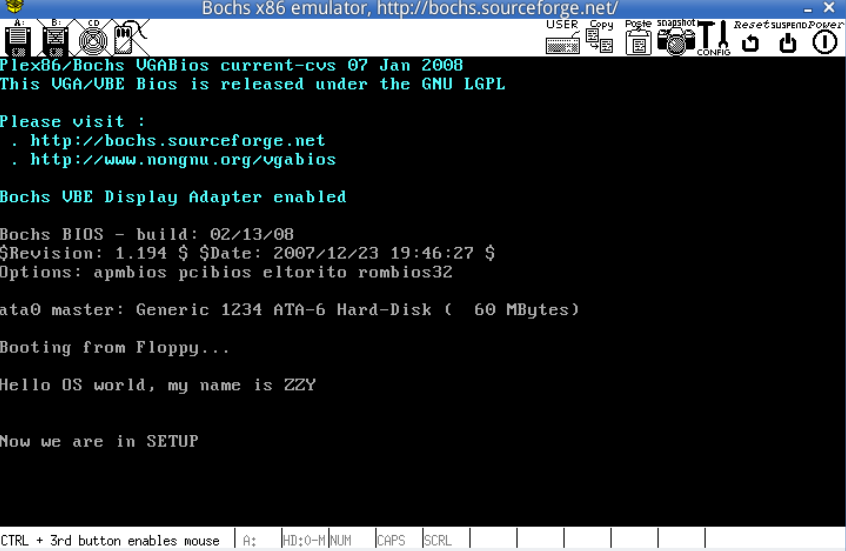 Bochs x86 emulator, http://bochs.sourceforge.net/
A: B: CD USER Copy Paste snapshot CONFIG Reset SUSPEND Power
Plex86/Bochs VGABios current-cvs 07 Jan 2008
This VGA/VBE Bios is released under the GNU LGPL
Please visit :
. http://bochs.sourceforge.net
. http://www.nongnu.org/vgabios
Bochs VBE Display Adapter enabled
Bochs BIOS - build: 02/13/08
$Revision: 1.194 $ $Date: 2007/12/23 19:46:27 $
Options: apmbios pcibios eltorito rombios32
ata0 master: Generic 1234 ATA-6 Hard-Disk (  60 MBytes)
Booting from Floppy...
Hello OS world, my name is ZZY
Now we are in SETUP
CTRL + 3rd button enables mouse A: HD:0-M NUM CAPS SCRL